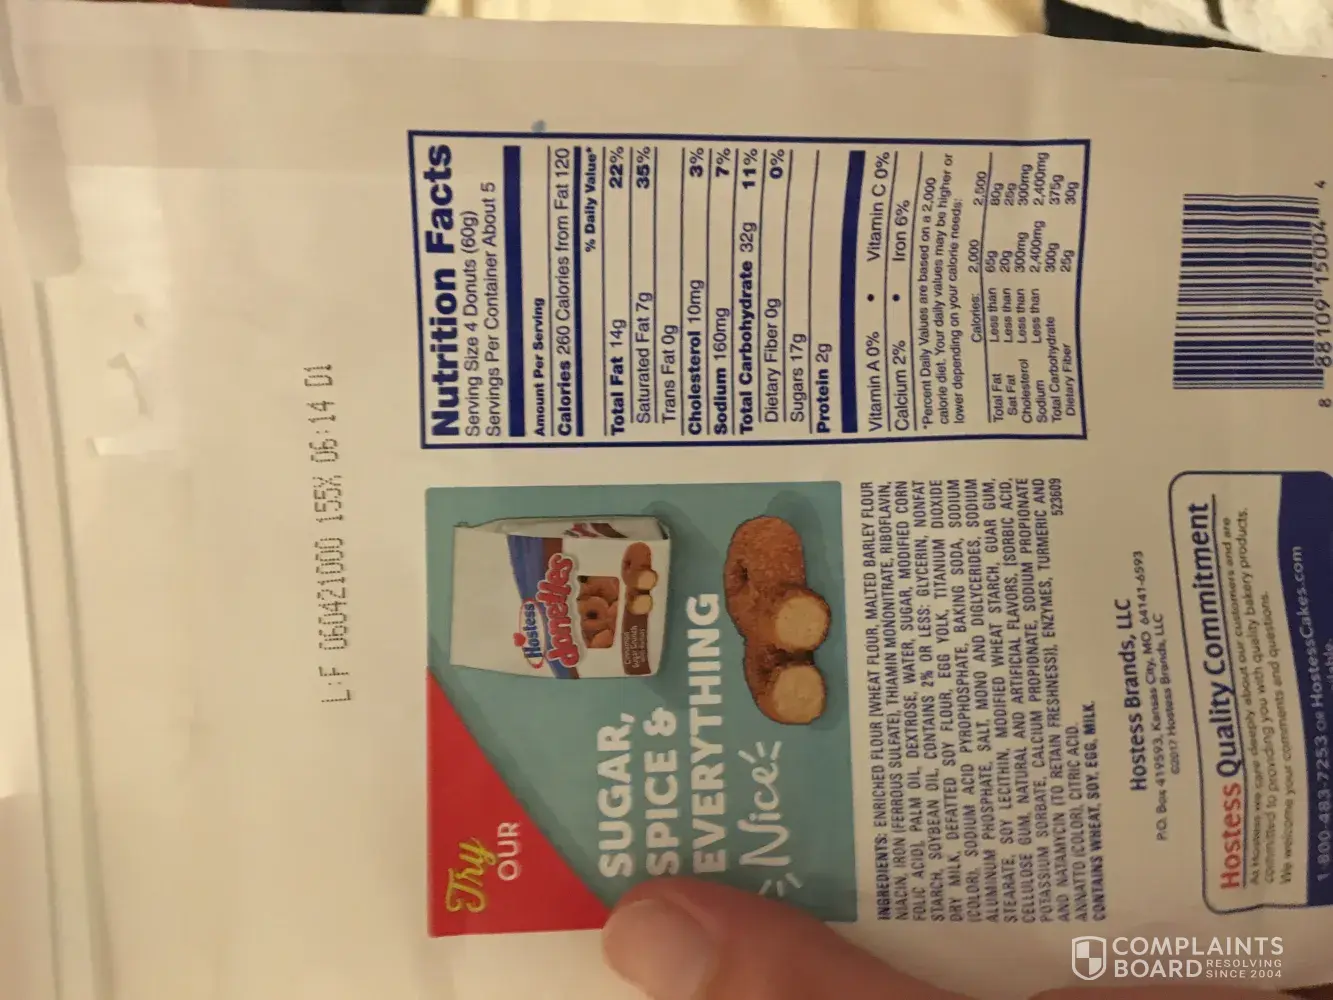 L:F 060421000 155X 06:14 D1
Nutrition Facts
Serving Size 4 Donuts (60g)
Servings Per Container About 5
Amount Per Serving
Calories 260 Calories from Fat 120
% Daily Value*
Total Fat 14g 22%
Saturated Fat 7g 35%
Trans Fat 0g
Cholesterol 10mg 3%
Sodium 160mg 7%
Total Carbohydrate 32g 11%
Dietary Fiber 0g 0%
Sugars 17g
Protein 2g
Vitamin A 0% • Vitamin C 0%
Calcium 2% • Iron 6%
*Percent Daily Values are based on a 2,000
calorie diet. Your daily values may be higher or
lower depending on your calorie needs:
Calories: 2,000 2,500
Total Fat Less than 65g 80g
Sat Fat Less than 20g 25g
Cholesterol Less than 300mg 300mg
Sodium Less than 2,400mg 2,400mg
Total Carbohydrate 300g 375g
Dietary Fiber 25g 30g
Try
OUR
SUGAR,
SPICE &
EVERYTHING
Nice
Hostess
Donettes
Cinnamon
Sugar Crunch
INGREDIENTS: ENRICHED FLOUR [WHEAT FLOUR, MALTED BARLEY FLOUR
NIACIN, IRON (FERROUS SULFATE), THIAMIN MONONITRATE, RIBOFLAVIN,
FOLIC ACID], PALM OIL, DEXTROSE, WATER, SUGAR, MODIFIED CORN
STARCH, SOYBEAN OIL, CONTAINS 2% OR LESS: GLYCERIN, NONFAT
DRY MILK, DEFATTED SOY FLOUR, EGG YOLK, TITANIUM DIOXIDE
(COLOR), SODIUM ACID PYROPHOSPHATE, BAKING SODA, SODIUM
ALUMINUM PHOSPHATE, SALT, MONO AND DIGLYCERIDES, SODIUM
STEARATE, SOY LECITHIN, MODIFIED WHEAT STARCH, GUAR GUM,
CELLULOSE GUM, NATURAL AND ARTIFICIAL FLAVORS, [SORBIC ACID,
POTASSIUM SORBATE, CALCIUM PROPIONATE, SODIUM PROPIONATE
AND NATAMYCIN (TO RETAIN FRESHNESS)], ENZYMES, TURMERIC AND
ANNATTO (COLOR), CITRIC ACID.
523609
CONTAINS WHEAT, SOY, EGG, MILK.
Hostess Brands, LLC
P.O. Box 419593, Kansas City, MO 64141-6593
©2017 Hostess Brands, LLC
8 88109 15004 4
Hostess Quality Commitment
At Hostess we care deeply about our customers and are
committed to providing you with quality bakery products.
We welcome your comments and questions.
1-800-483-7253 or HostessCakes.com
COMPLAINTS
BOARD RESOLVING
SINCE 2004